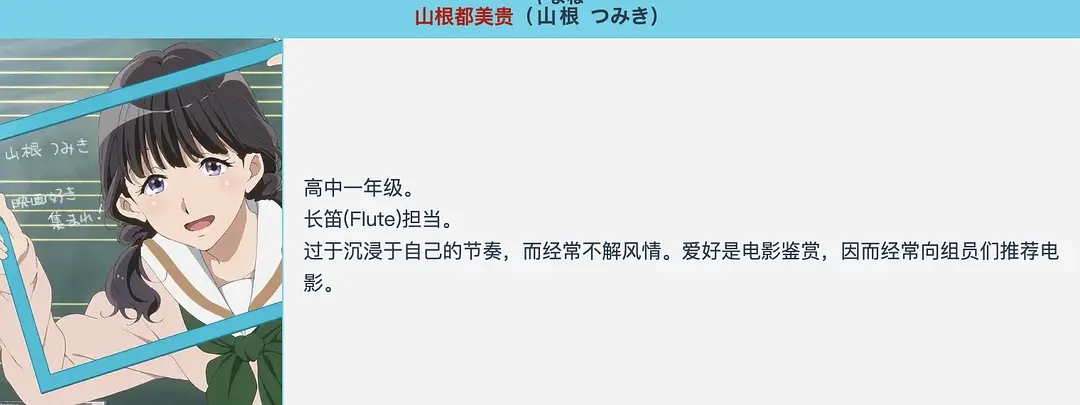 やまね
山根都美贵（山根 つみき）
山根 つみき
映画好き
集まれ!
高中一年级。
长笛(Flute)担当。
过于沉浸于自己的节奏，而经常不解风情。爱好是电影鉴赏，因而经常向组员们推荐电
影。